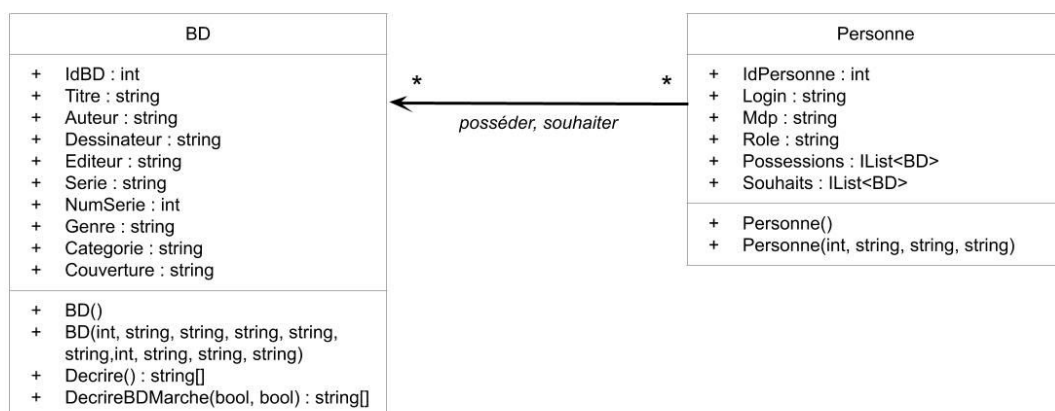 BD
+ IdBD : int
+ Titre : string
+ Auteur : string
+ Dessinateur : string
+ Editeur : string
+ Serie : string
+ NumSerie : int
+ Genre : string
+ Categorie : string
+ Couverture : string
+ BD()
+ BD(int, string, string, string, string,
string,int, string, string, string)
+ Decrire() : string[]
+ DecrireBDMarche(bool, bool) : string[]
* *
posséder, souhaiter
Personne
+ IdPersonne : int
+ Login : string
+ Mdp : string
+ Role : string
+ Possessions : IList<BD>
+ Souhaits : IList<BD>
+ Personne()
+ Personne(int, string, string, string)